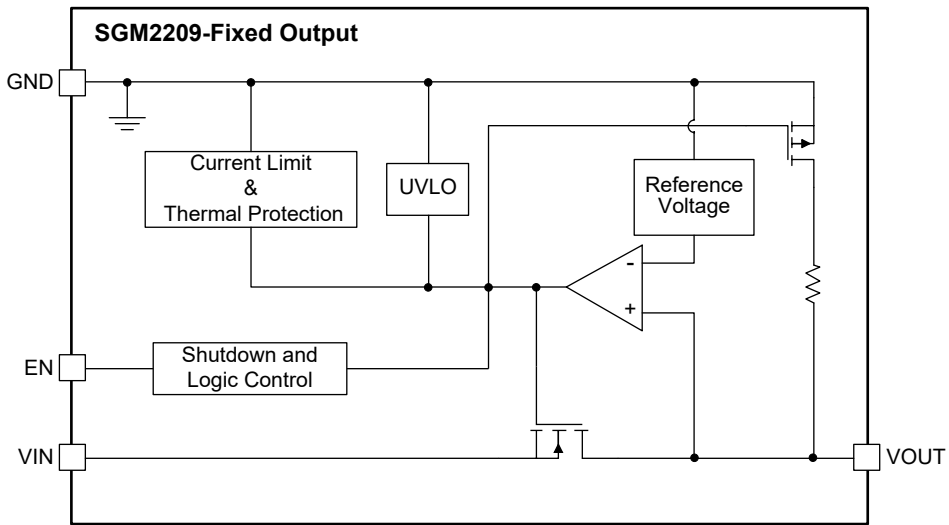 SGM2209-Fixed Output
GND
Current Limit
&
Thermal Protection
UVLO
Reference
Voltage
-
+
EN
Shutdown and
Logic Control
VIN
VOUT